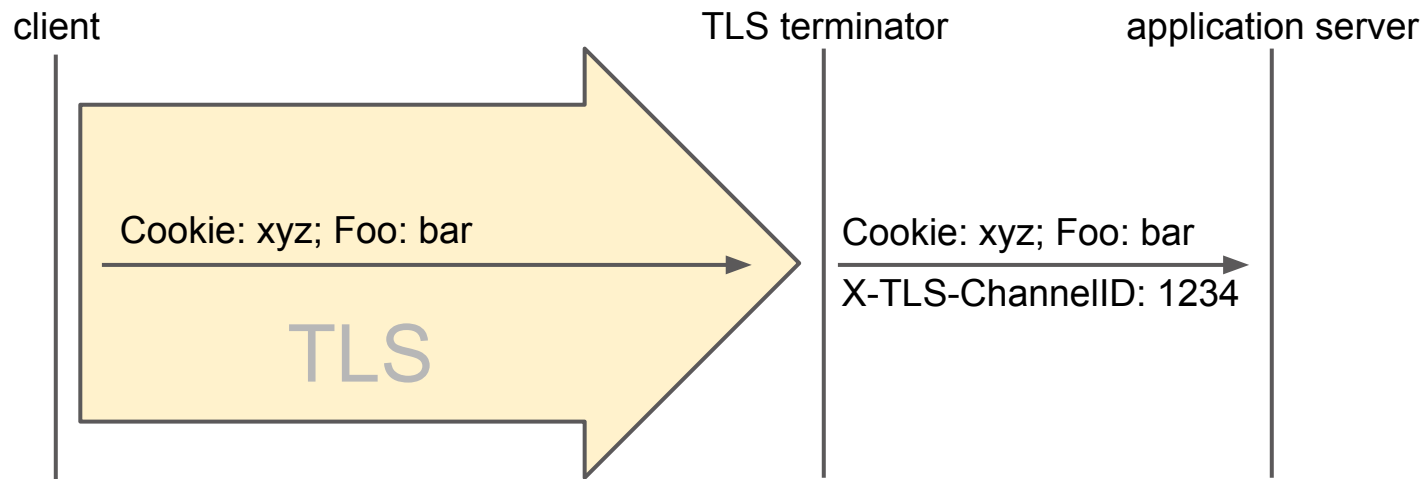 client
TLS terminator
application server
Cookie: xyz; Foo: bar
TLS
Cookie: xyz; Foo: bar
X-TLS-ChannelID: 1234